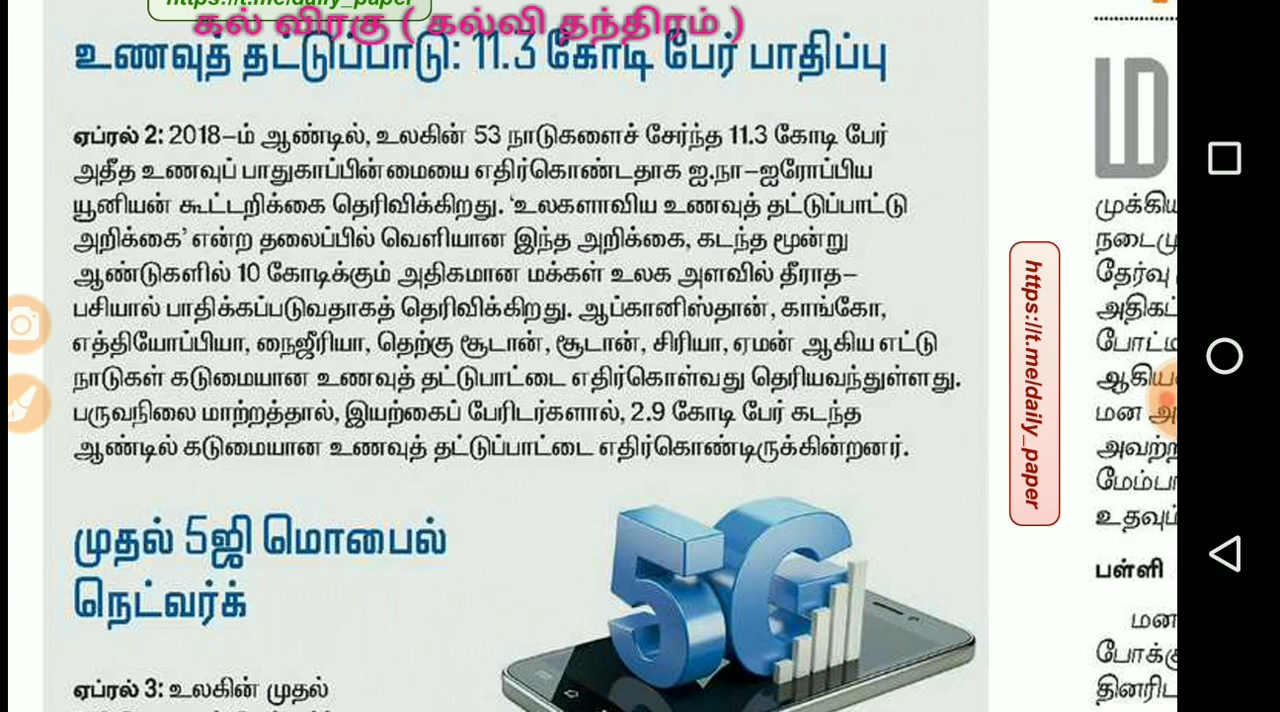 https://t.me/daily_paper
கல் விரகு ( கல்வி தந்திரம் )
உணவுத் தட்டுப்பாடு: 11.3 கோடி பேர் பாதிப்பு
ஏப்ரல் 2: 2018–ம் ஆண்டில், உலகின் 53 நாடுகளைச் சேர்ந்த 11.3 கோடி பேர்
அதீத உணவுப் பாதுகாப்பின்மையை எதிர்கொண்டதாக ஐ.நா–ஐரோப்பிய
யூனியன் கூட்டறிக்கை தெரிவிக்கிறது. ‘உலகளாவிய உணவுத் தட்டுப்பாட்டு
அறிக்கை’ என்ற தலைப்பில் வெளியான இந்த அறிக்கை, கடந்த மூன்று
ஆண்டுகளில் 10 கோடிக்கும் அதிகமான மக்கள் உலக அளவில் தீராத–
பசியால் பாதிக்கப்படுவதாகத் தெரிவிக்கிறது. ஆப்கானிஸ்தான், காங்கோ,
எத்தியோப்பியா, நைஜீரியா, தெற்கு சூடான், சூடான், சிரியா, ஏமன் ஆகிய எட்டு
நாடுகள் கடுமையான உணவுத் தட்டுபாட்டை எதிர்கொள்வது தெரியவந்துள்ளது.
பருவநிலை மாற்றத்தால், இயற்கைப் பேரிடர்களால், 2.9 கோடி பேர் கடந்த
ஆண்டில் கடுமையான உணவுத் தட்டுப்பாட்டை எதிர்கொண்டிருக்கின்றனர்.
முதல் 5ஜி மொபைல்
நெட்வர்க்
ஏப்ரல் 3: உலகின் முதல்
5G
https://t.me/daily_paper
ம
முக்கிய
நடைமு
தேர்வு
அதிகப்
போட்
ஆகிய
மன அ
அவற்ற
மேம்ப
உதவும்
பள்ளி
மன
போக்கு
தினரிட